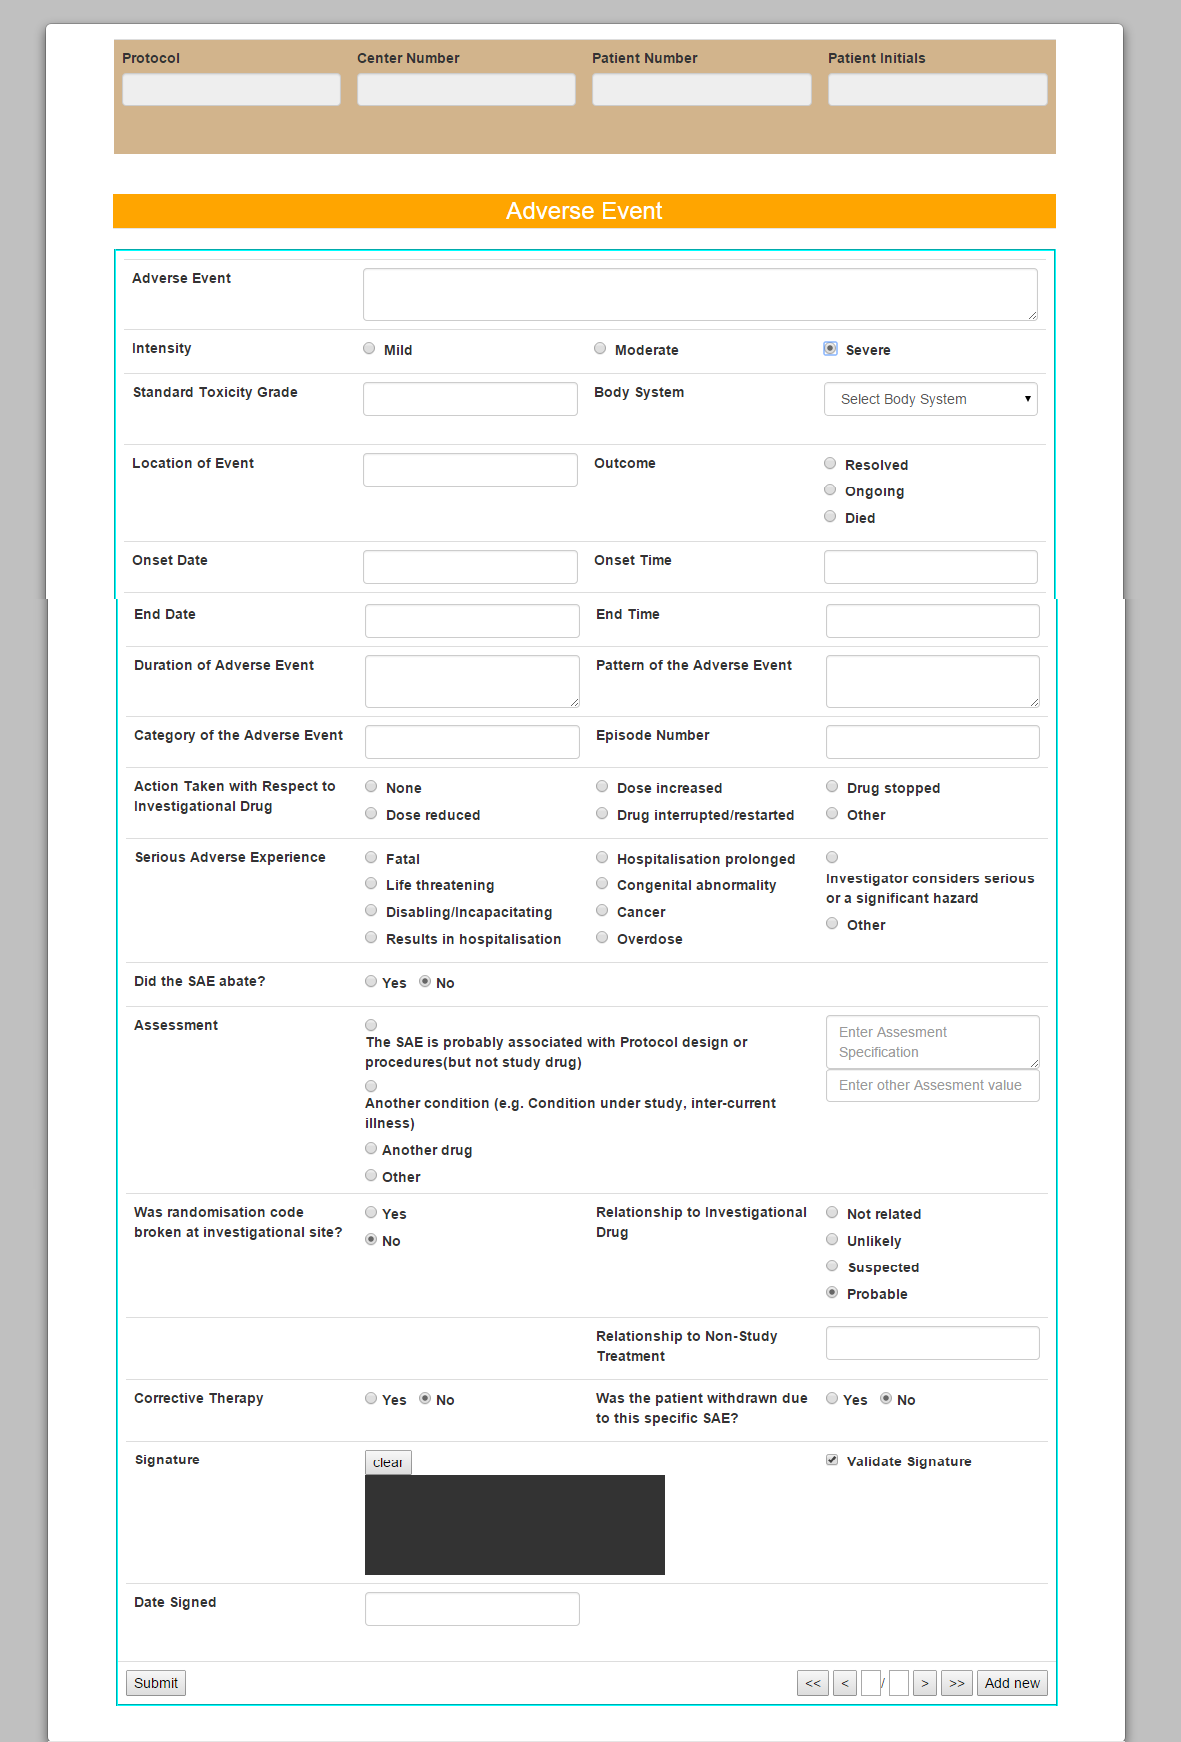 Protocol Center Number Patient Number Patient Initials
Adverse Event
Adverse Event
Intensity Mild Moderate Severe
Standard Toxicity Grade Body System Select Body System
Location of Event Outcome Resolved
Ongoing
Died
Onset Date Onset Time
End Date End Time
Duration of Adverse Event Pattern of the Adverse Event
Category of the Adverse Event Episode Number
Action Taken with Respect to None Dose increased Drug stopped
Investigational Drug Dose reduced Drug interrupted/restarted Other
Serious Adverse Experience Fatal Hospitalisation prolonged
Life threatening Congenital abnormality Investigator considers serious
or a significant hazard
Disabling/Incapacitating Cancer
Results in hospitalisation Overdose Other
Did the SAE abate? Yes No
Assessment
The SAE is probably associated with Protocol design or
procedures(but not study drug)
Enter Assesment
Specification
Enter other Assesment value
Another condition (e.g. Condition under study, inter-current
illness)
Another drug
Other
Was randomisation code Yes Relationship to Investigational Not related
broken at investigational site? No Drug Unlikely
Suspected
Probable
Relationship to Non-Study
Treatment
Corrective Therapy Yes No Was the patient withdrawn due Yes No
to this specific SAE?
Signature clear Validate Signature
Date Signed
Submit << < / > >> Add new